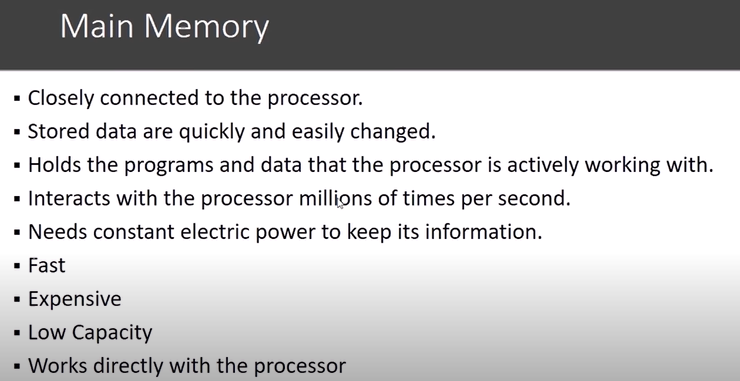 Main Memory
▪ Closely connected to the processor.
▪ Stored data are quickly and easily changed.
▪ Holds the programs and data that the processor is actively working with.
▪ Interacts with the processor millions of times per second.
▪ Needs constant electric power to keep its information.
▪ Fast
▪ Expensive
▪ Low Capacity
▪ Works directly with the processor